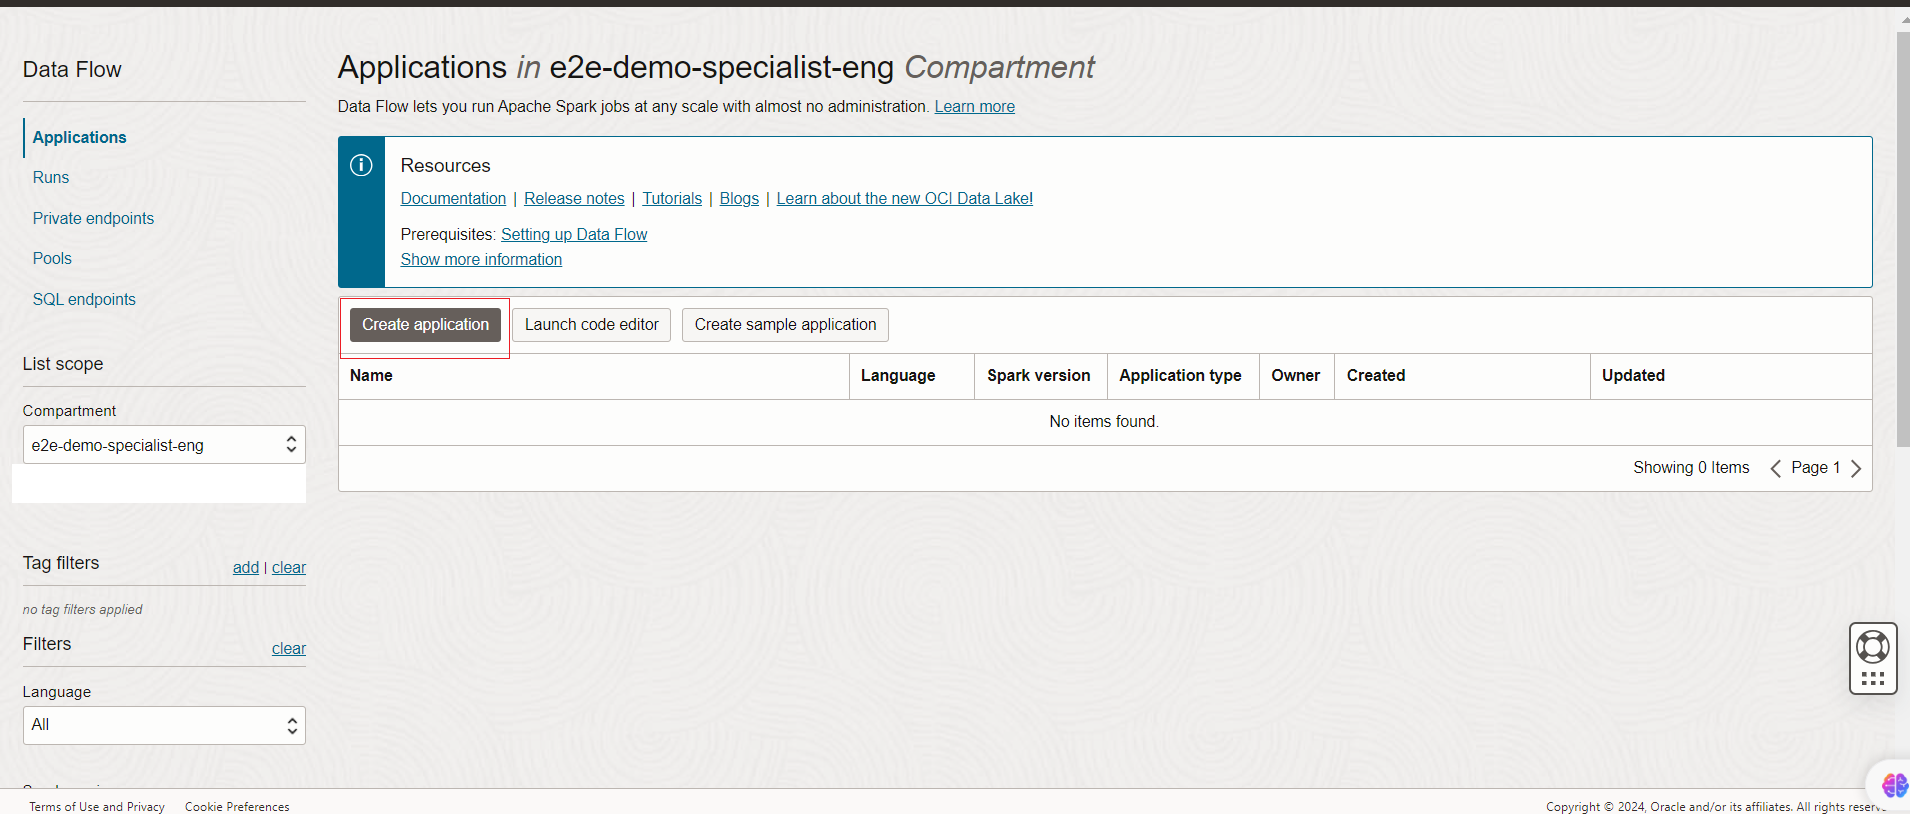 Data Flow
Applications
Runs
Private endpoints
Pools
SQL endpoints
List scope
Compartment
e2e-demo-specialist-eng
Tag filters
add | clear
no tag filters applied
Filters
clear
Language
All
Applications in e2e-demo-specialist-eng Compartment
Data Flow lets you run Apache Spark jobs at any scale with almost no administration. Learn more
Resources
Documentation | Release notes | Tutorials | Blogs | Learn about the new OCI Data Lake!
Prerequisites: Setting up Data Flow
Show more information
Create application Launch code editor Create sample application
Name Language Spark version Application type Owner Created Updated
No items found.
Showing 0 Items Page 1
Terms of Use and Privacy Cookie Preferences
Copyright © 2024, Oracle and/or its affiliates. All rights